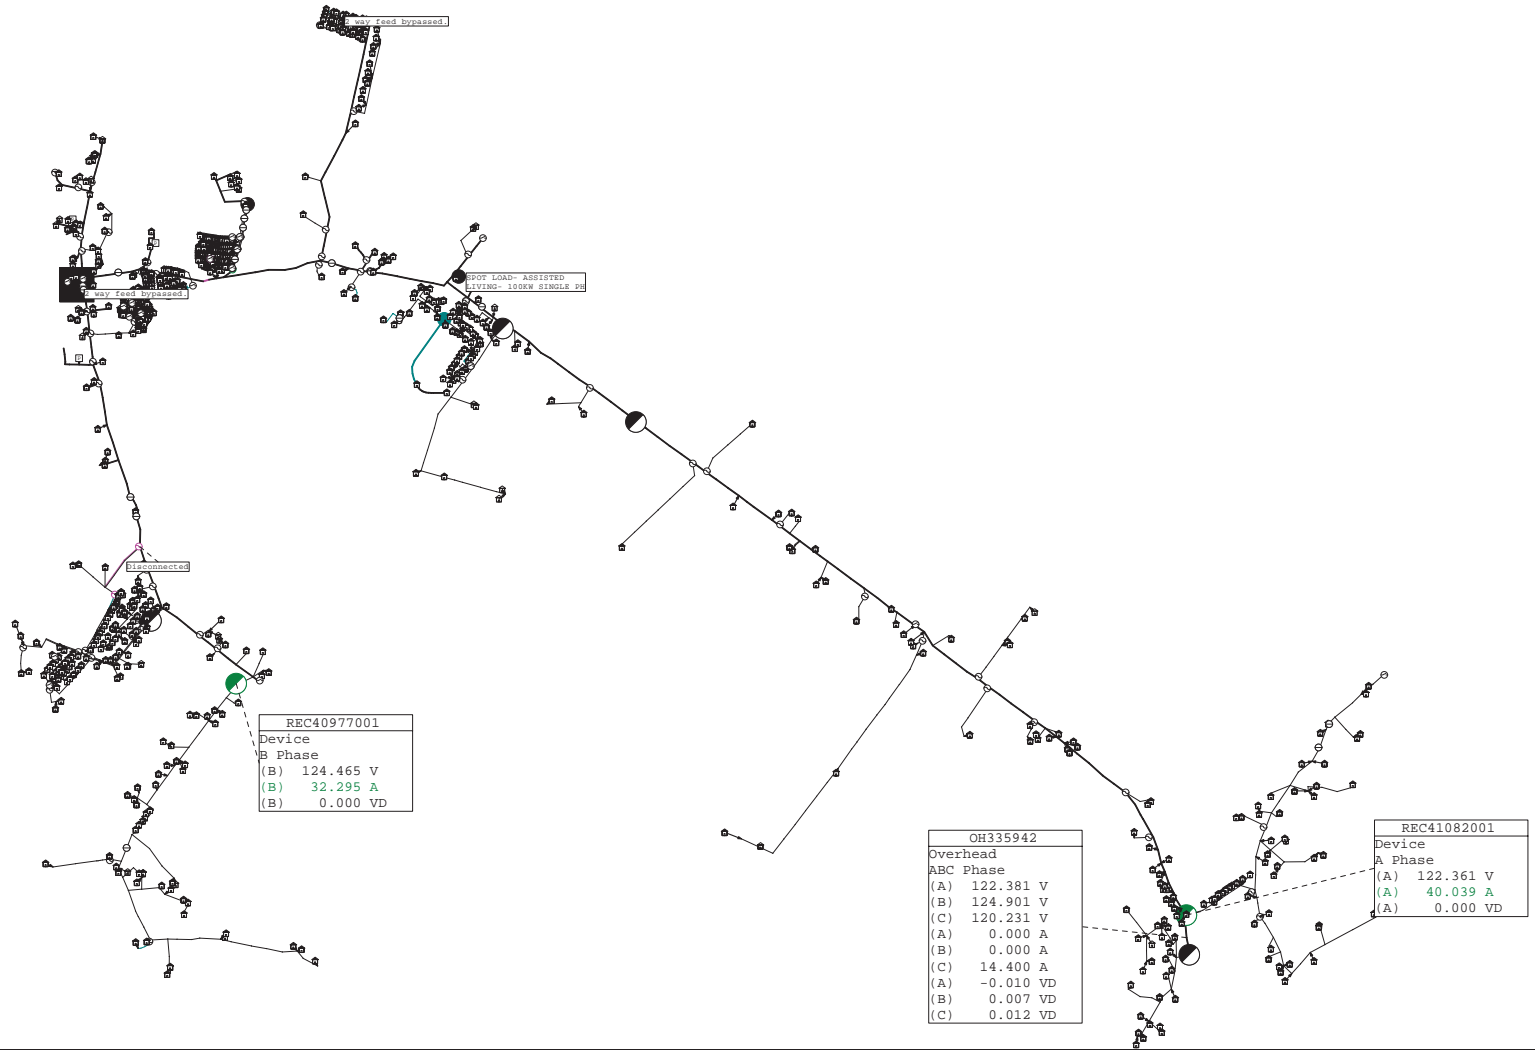 2 way feed bypassed.
SPOT LOAD- ASSISTED
LIVING- 100KW SINGLE PH
2 way feed bypassed.
Disconnected
REC40977001
Device
B Phase
(B) 124.465 V
(B) 32.295 A
(B) 0.000 VD
OH335942
Overhead
ABC Phase
(A) 122.381 V
(B) 124.901 V
(C) 120.231 V
(A) 0.000 A
(B) 0.000 A
(C) 14.400 A
(A) -0.010 VD
(B) 0.007 VD
(C) 0.012 VD
REC41082001
Device
A Phase
(A) 122.361 V
(A) 40.039 A
(A) 0.000 VD